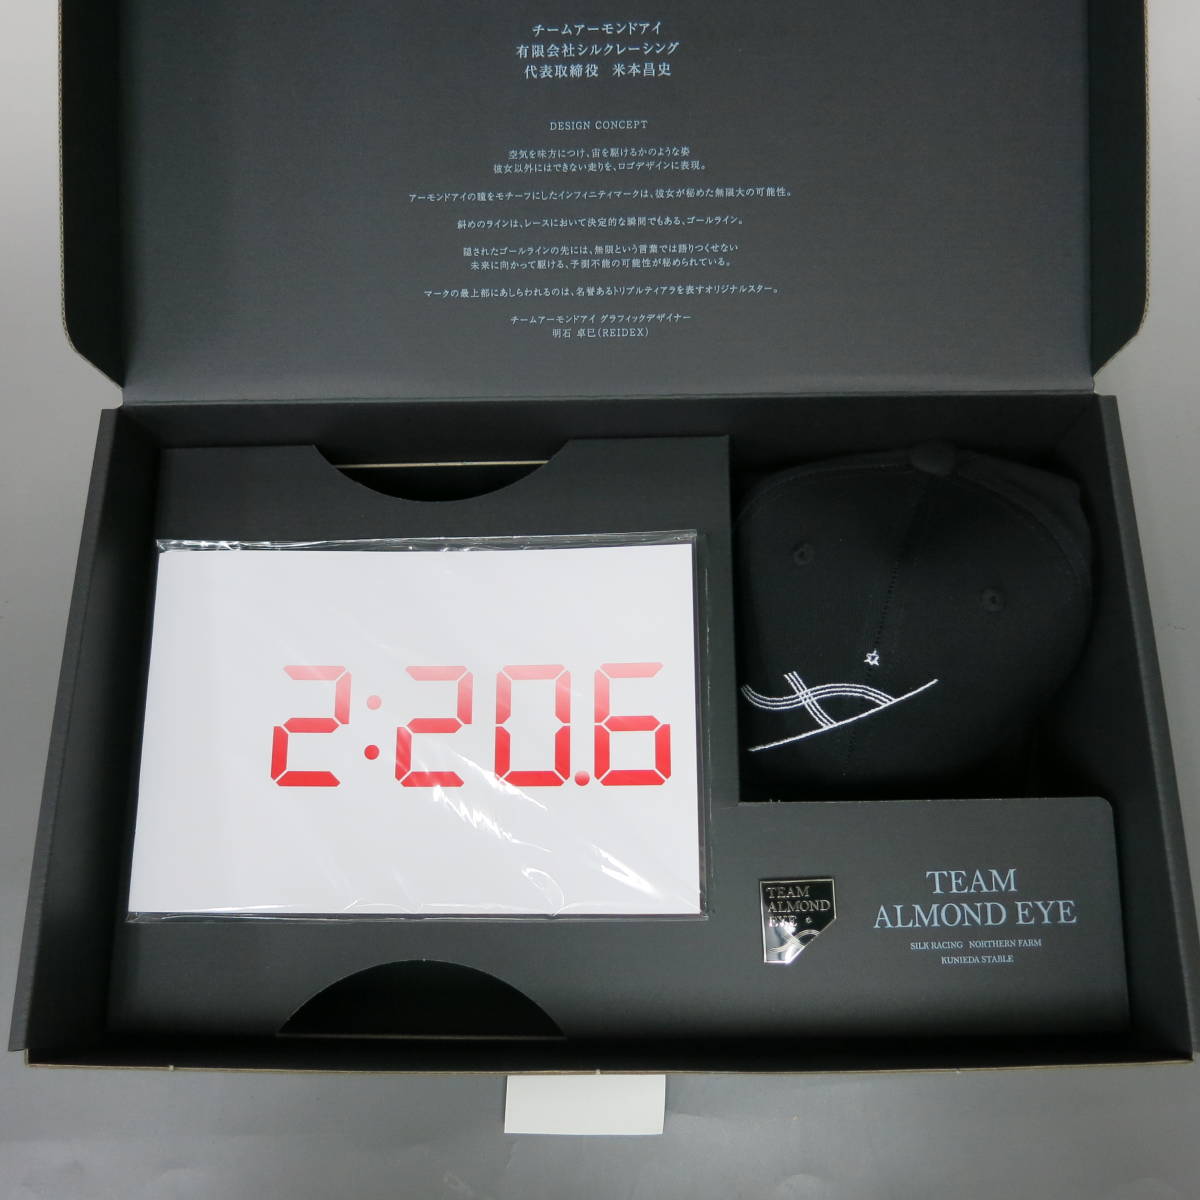 チームアーモンドアイ
有限会社シルクレーシング
代表取締役 米本昌史
DESIGN CONCEPT
空気を味方につけ、宙を駆けるかのような姿
彼女以外にはできない走りを、ロゴデザインに表現。
アーモンドアイの瞳をモチーフにしたインフィニティマークは、彼女が秘めた無限大の可能性。
斜めのラインは、レースにおいて決定的な瞬間でもある、ゴールライン。
隠されたゴールラインの先には、無限という言葉では語りつくせない
未来に向かって駆ける、予測不能の可能性が秘められている。
マークの最上部にあしらわれるのは、名誉あるトリプルティアラを表すオリジナルスター。
チームアーモンドアイ グラフィックデザイナー
明石 卓巳(REIDEX)
2:20.6
TEAM
ALMOND
EYE
TEAM
ALMOND EYE
SILK RACING NORTHERN FARM
KUNIEDA STABLE